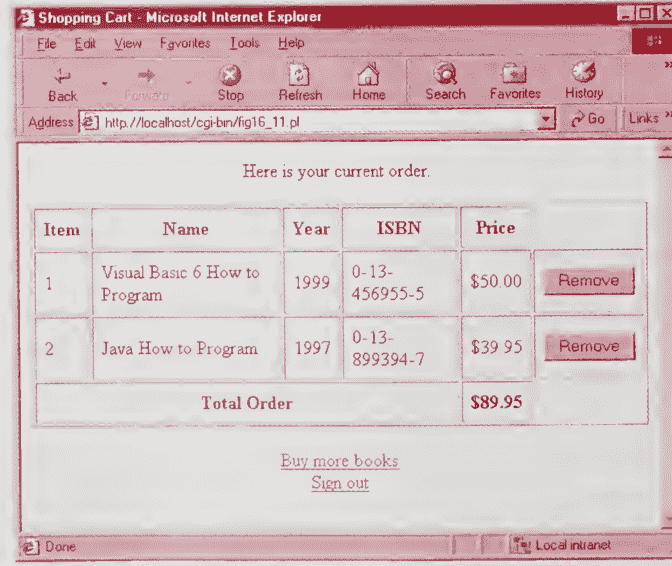 Shopping Cart - Microsoft Internet Explorer
File Edit View Favorites Tools Help
Back Forward Stop Refresh Home Search Favorites History
Address http://localhost/cgi-bin/fig16_11.pl Go Links
Here is your current order.
Item Name Year ISBN Price
1 Visual Basic 6 How to Program 1999 0-13-456955-5 $50.00 Remove
2 Java How to Program 1997 0-13-899394-7 $39 95 Remove
Total Order $89.95
Buy more books
Sign out
Done Local intranet